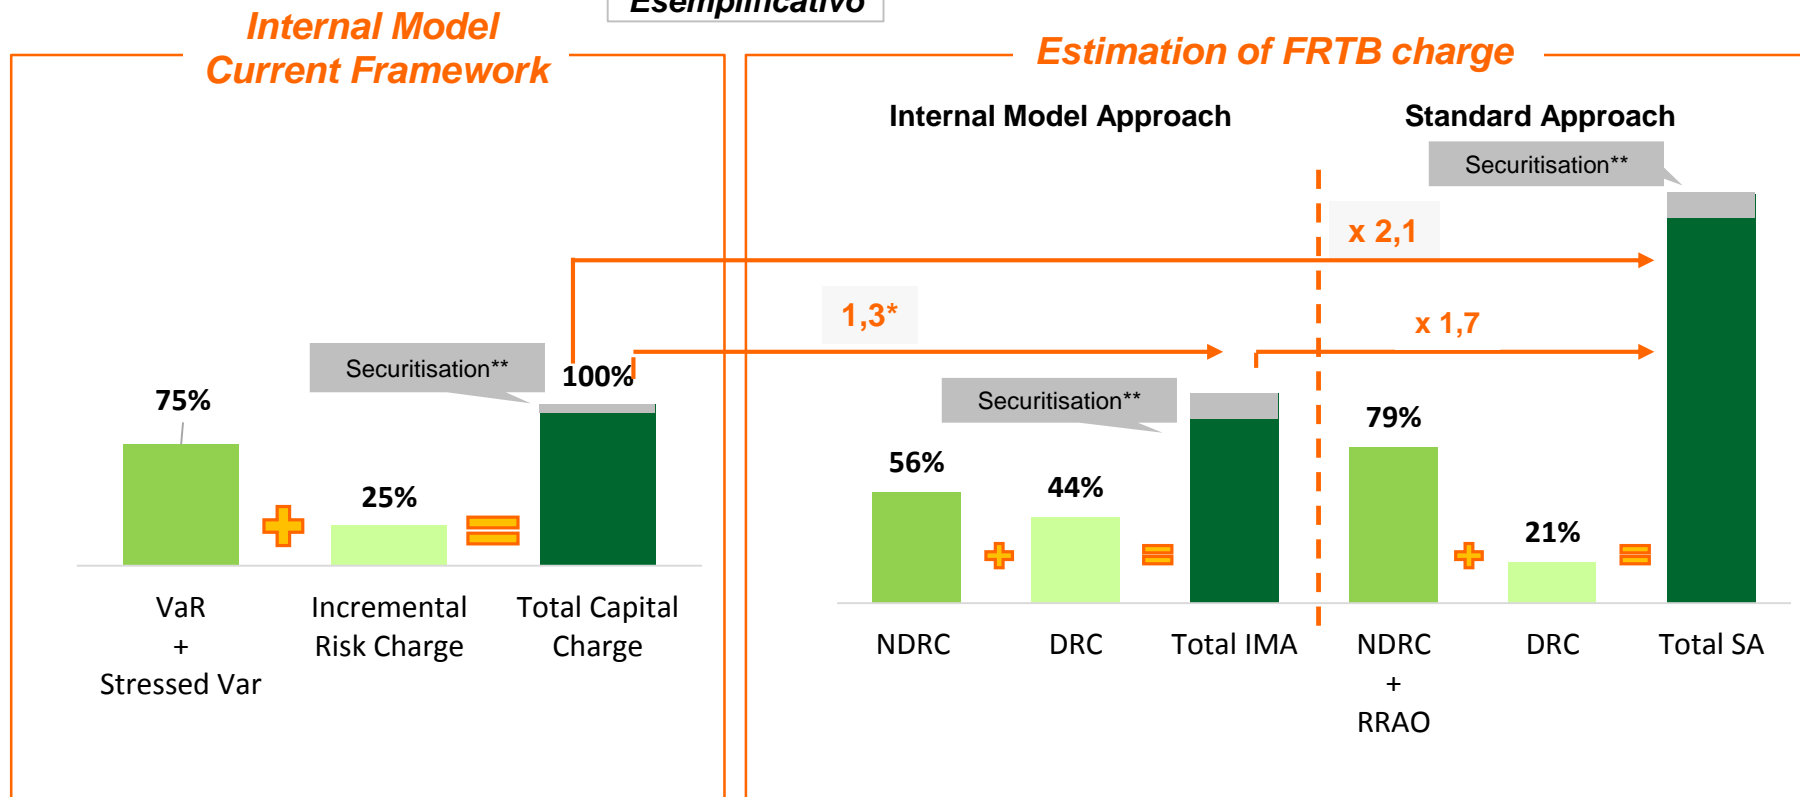 Esemplificativo
Internal Model
Current Framework
Estimation of FRTB charge
Internal Model Approach
Standard Approach
Securitisation**
x 2,1
1,3*
x 1,7
Securitisation**
100%
75%
25%
Securitisation**
56%
44%
79%
21%
VaR
+
Stressed Var
Incremental
Risk Charge
Total Capital
Charge
NDRC
DRC
Total IMA
NDRC
+
RRAO
DRC
Total SA